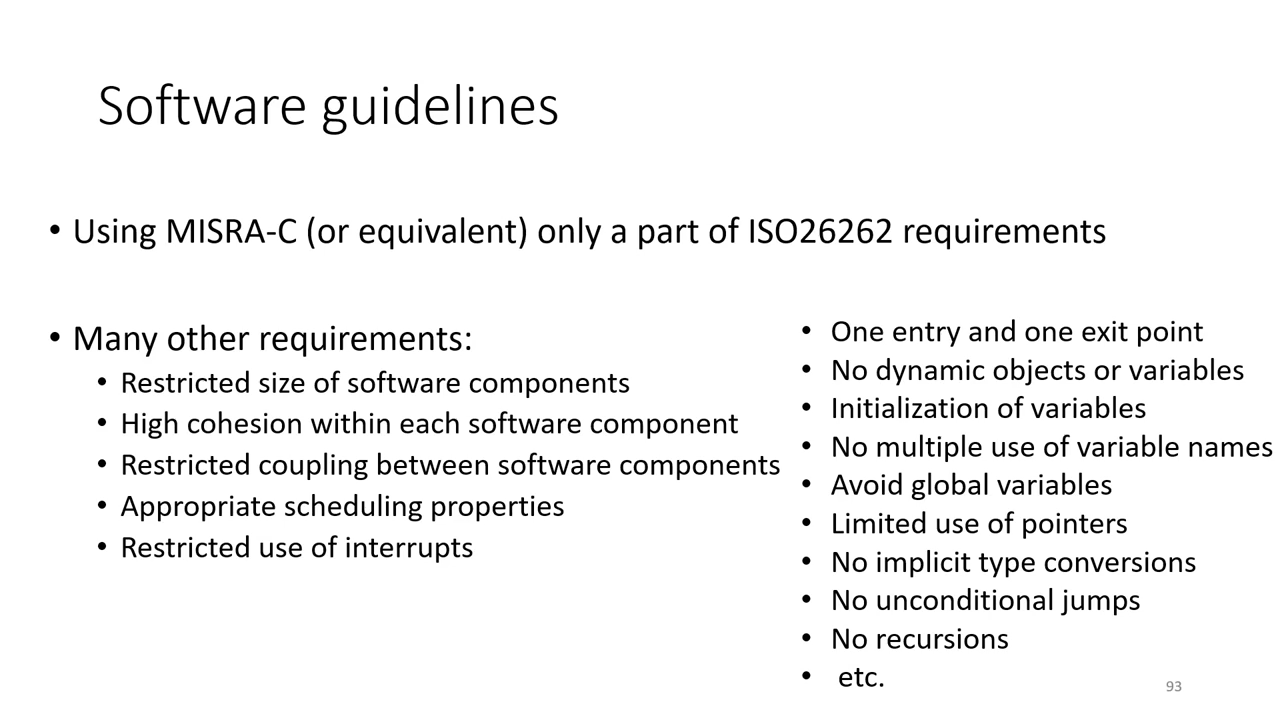 Software guidelines
• Using MISRA-C (or equivalent) only a part of ISO26262 requirements
• Many other requirements:
• Restricted size of software components
• High cohesion within each software component
• Restricted coupling between software components
• Appropriate scheduling properties
• Restricted use of interrupts
• One entry and one exit point
• No dynamic objects or variables
• Initialization of variables
• No multiple use of variable names
• Avoid global variables
• Limited use of pointers
• No implicit type conversions
• No unconditional jumps
• No recursions
• etc.
93